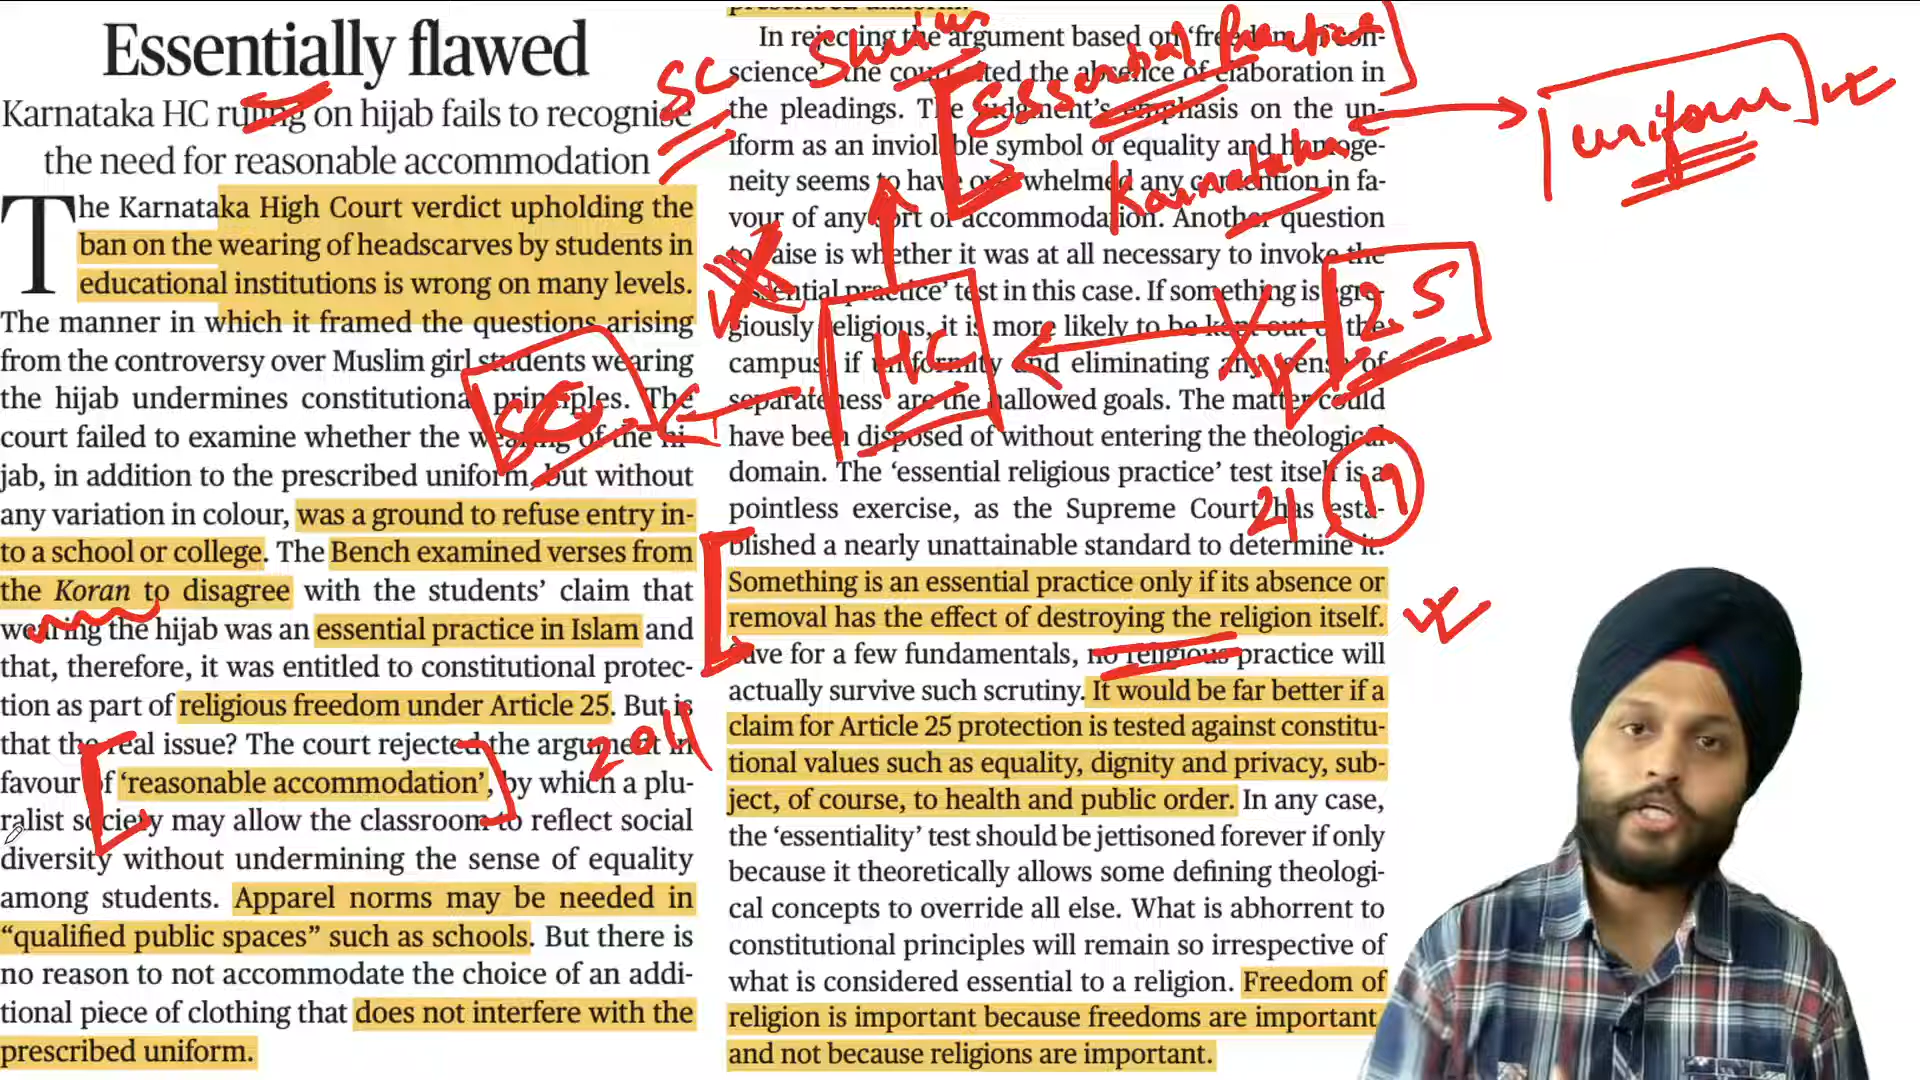 Essentially flawed
Karnataka HC ruling on hijab fails to recognise
the need for reasonable accommodation
The Karnataka High Court verdict upholding the
ban on the wearing of headscarves by students in
educational institutions is wrong on many levels.
The manner in which it framed the questions arising
from the controversy over Muslim girl students wearing
the hijab undermines constitutional principles. The
court failed to examine whether the wearing of the hi-
jab, in addition to the prescribed uniform, but without
any variation in colour, was a ground to refuse entry in-
to a school or college. The Bench examined verses from
the Koran to disagree with the students' claim that
wearing the hijab was an essential practice in Islam and
that, therefore, it was entitled to constitutional protec-
tion as part of religious freedom under Article 25. But is
that the real issue? The court rejected the argument in
favour of 'reasonable accommodation', by which a plu-
ralist society may allow the classroom to reflect social
diversity without undermining the sense of equality
among students. Apparel norms may be needed in
"qualified public spaces" such as schools. But there is
no reason to not accommodate the choice of an addi-
tional piece of clothing that does not interfere with the
prescribed uniform.
prescribed uniform.
In rejecting the argument based on 'freedom of con-
science' the court cited the absence of elaboration in
the pleadings. The judgment's emphasis on the un-
iform as an inviolable symbol of equality and homoge-
neity seems to have overwhelmed any contention in fa-
vour of any sort of accommodation. Another question
to raise is whether it was at all necessary to invoke the
'essential practice' test in this case. If something is egre-
giously religious, it is more likely to be kept out of the
campus, if uniformity and eliminating any sense of
'separateness' are the hallowed goals. The matter could
have been disposed of without entering the theological
domain. The 'essential religious practice' test itself is a
pointless exercise, as the Supreme Court has esta-
blished a nearly unattainable standard to determine it.
Something is an essential practice only if its absence or
removal has the effect of destroying the religion itself.
Save for a few fundamentals, no religious practice will
actually survive such scrutiny. It would be far better if a
claim for Article 25 protection is tested against constitu-
tional values such as equality, dignity and privacy, sub-
ject, of course, to health and public order. In any case,
the 'essentiality' test should be jettisoned forever if only
because it theoretically allows some defining theologi-
cal concepts to override all else. What is abhorrent to
constitutional principles will remain so irrespective of
what is considered essential to a religion. Freedom of
religion is important because freedoms are important
and not because religions are important.
SC
Essential Practice
Karnataka
uniform
HC
25
SC
21
19